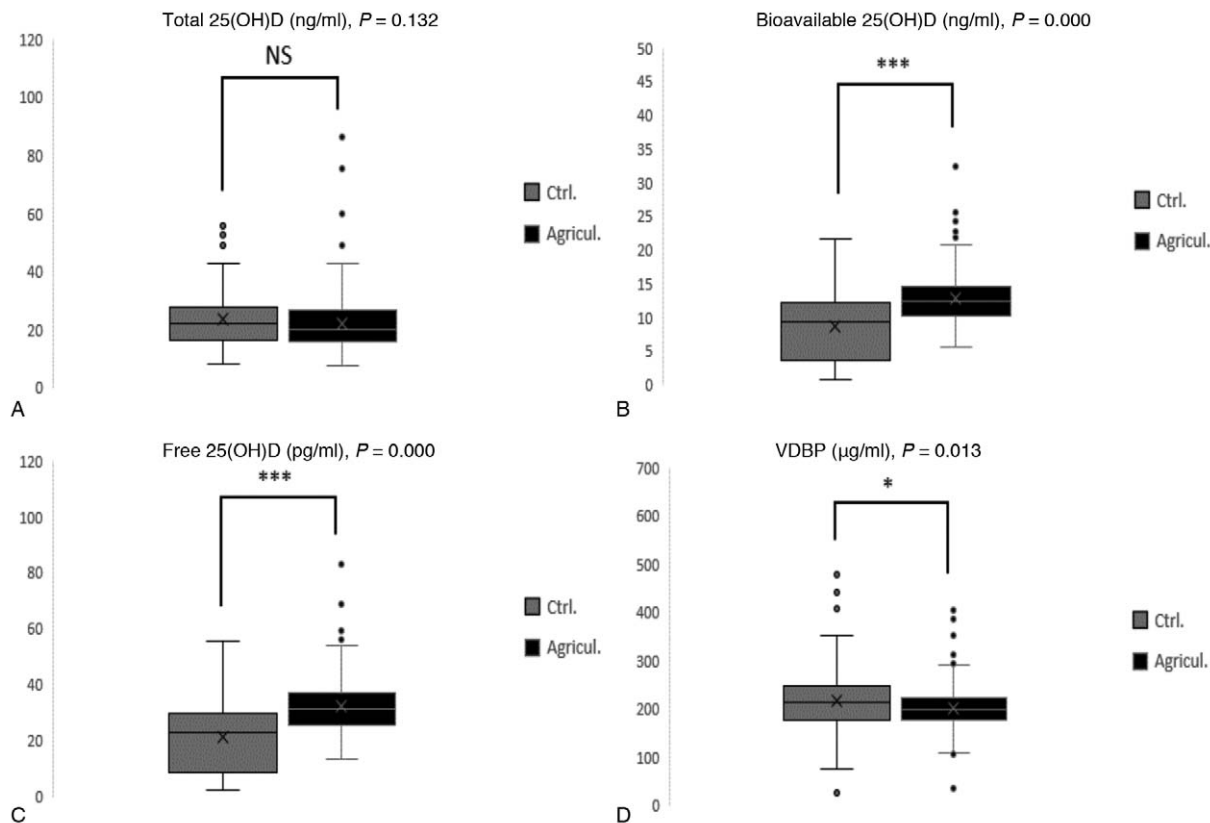 Total 25(OH)D (ng/ml), P = 0.132
120
100
80
60
40
20
0
NS
Ctrl.
Agricul.
A
Bioavailable 25(OH)D (ng/ml), P = 0.000
50
45
40
35
30
25
20
15
10
5
0
***
Ctrl.
Agricul.
B
Free 25(OH)D (pg/ml), P = 0.000
120
100
80
60
40
20
0
***
Ctrl.
Agricul.
C
VDBP (µg/ml), P = 0.013
700
600
500
400
300
200
100
0
*
Ctrl.
Agricul.
D